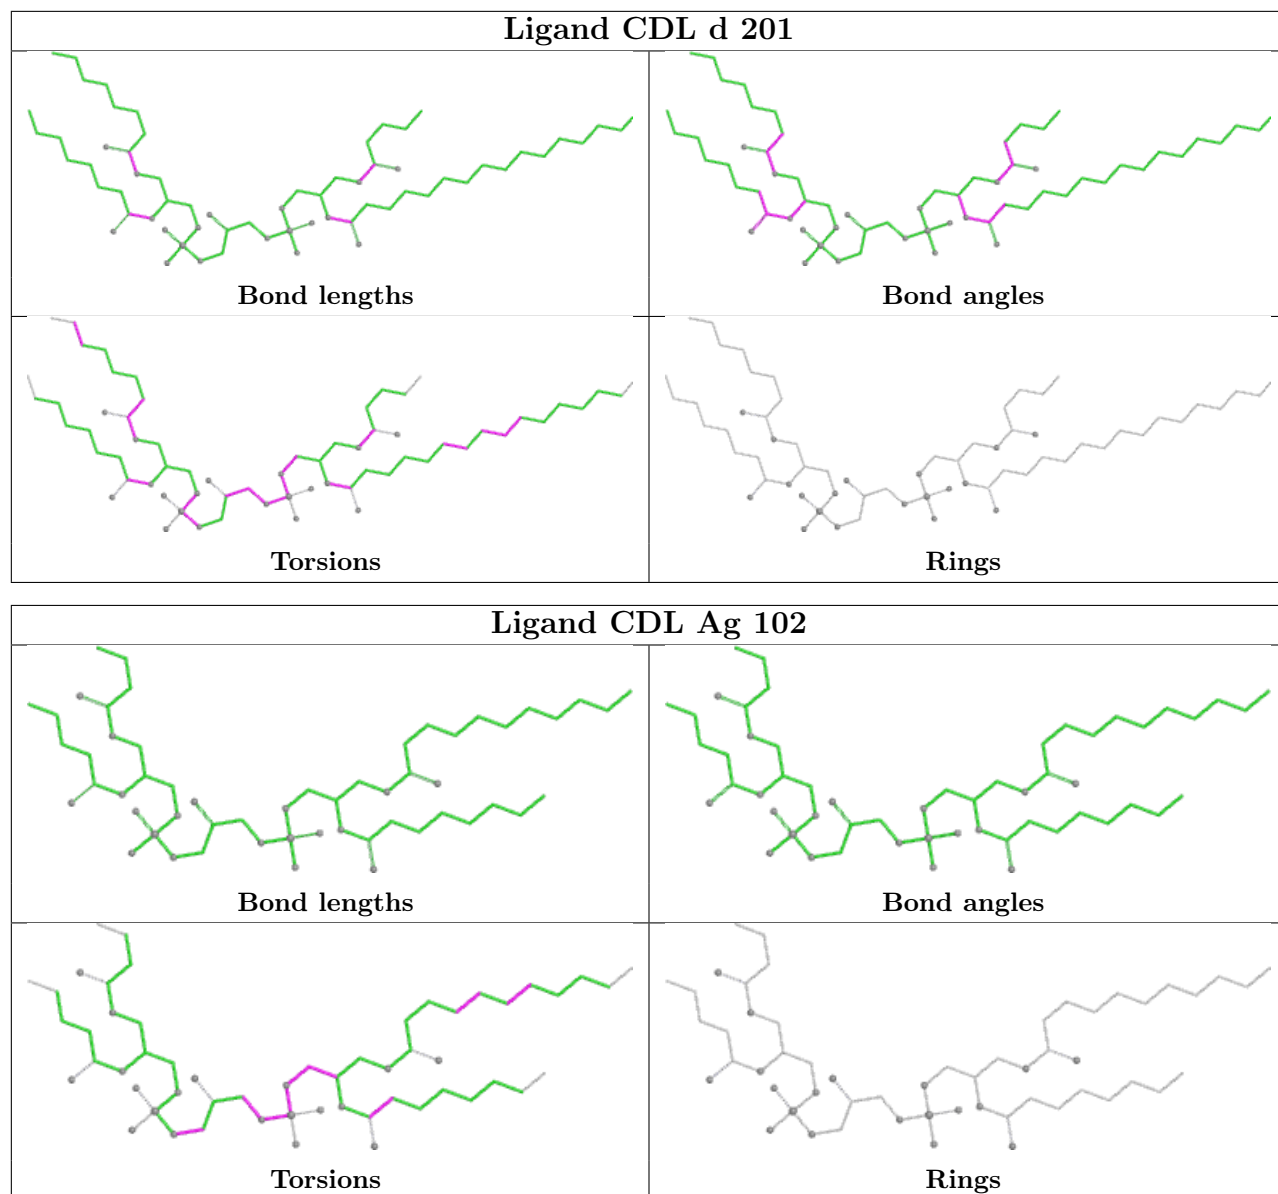 Ligand CDL d 201
Bond lengths
Bond angles
Torsions
Rings
Ligand CDL Ag 102
Bond lengths
Bond angles
Torsions
Rings